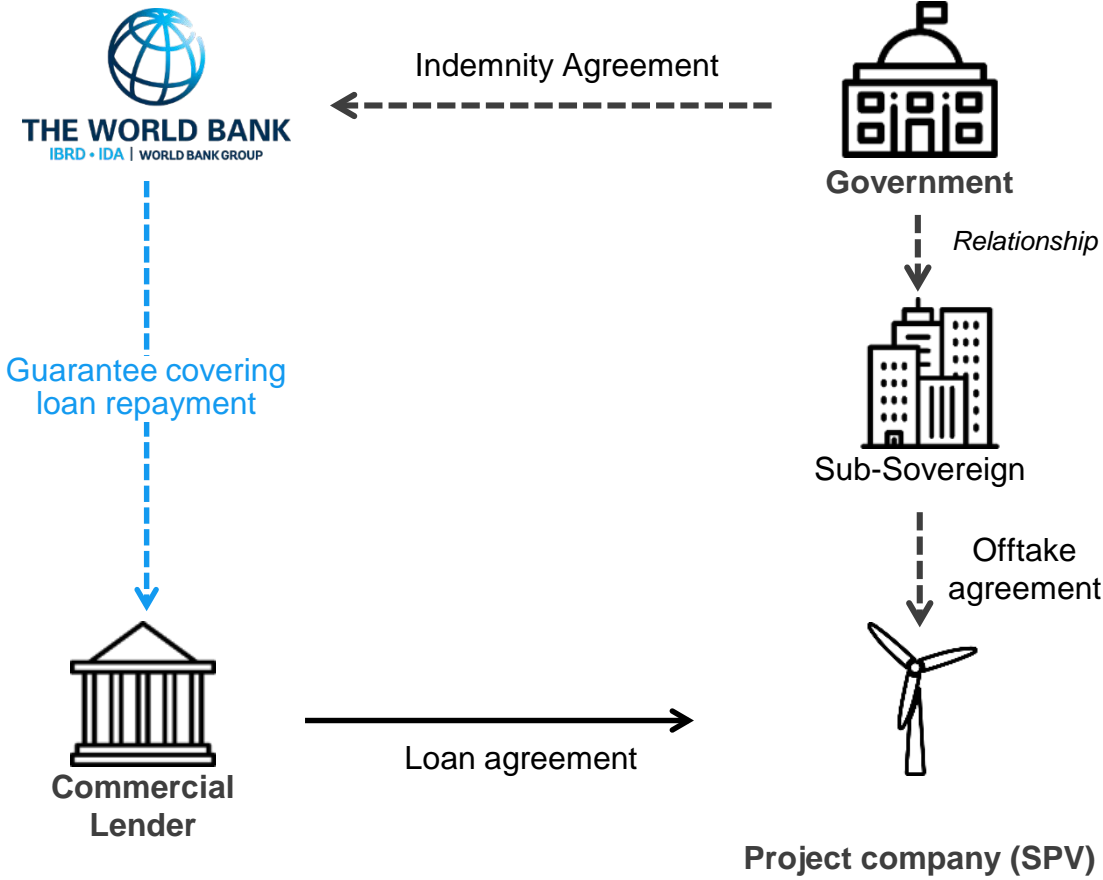 Indemnity Agreement
THE WORLD BANK
IBRD • IDA | WORLD BANK GROUP
Government
Relationship
Guarantee covering
loan repayment
Sub-Sovereign
Offtake
agreement
Loan agreement
Commercial
Lender
Project company (SPV)